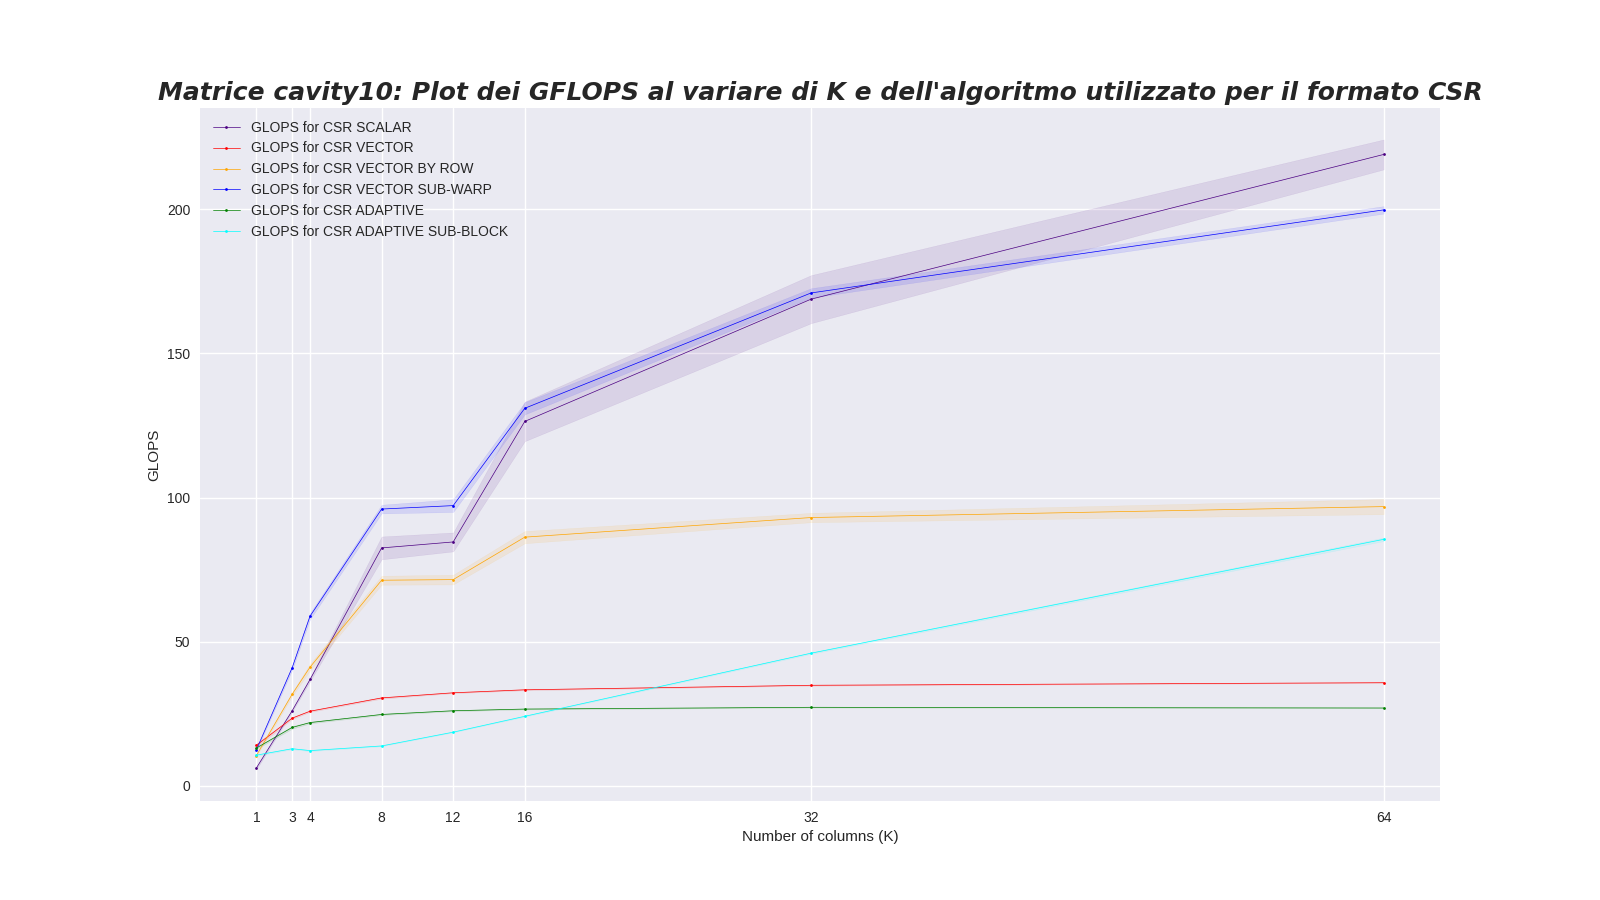 Matrice cavity10: Plot dei GFLOPS al variare di K e dell'algoritmo utilizzato per il formato CSR
GLOPS for CSR SCALAR
GLOPS for CSR VECTOR
GLOPS for CSR VECTOR BY ROW
GLOPS for CSR VECTOR SUB-WARP
GLOPS for CSR ADAPTIVE
GLOPS for CSR ADAPTIVE SUB-BLOCK
200
150
100
50
0
GLOPS
1 3 4 8 12 16 32 64
Number of columns (K)